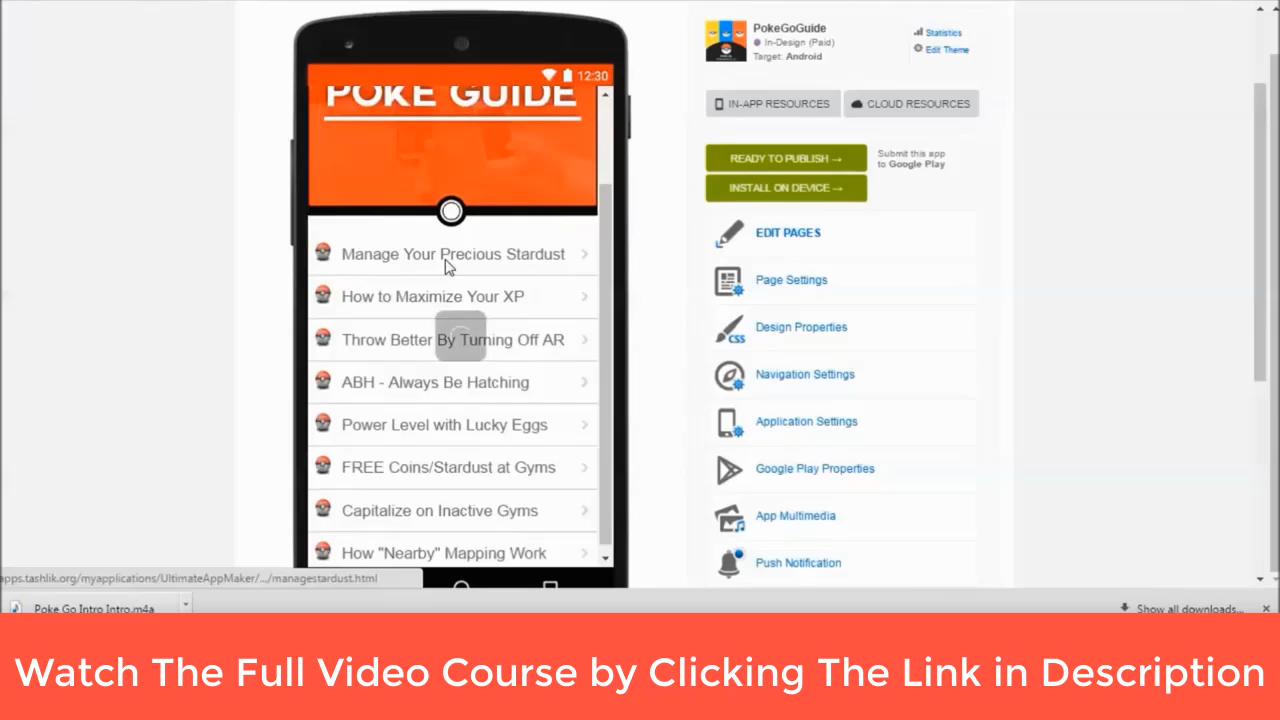 12:30
POKE GUIDE
Manage Your Precious Stardust
How to Maximize Your XP
Throw Better By Turning Off AR
ABH - Always Be Hatching
Power Level with Lucky Eggs
FREE Coins/Stardust at Gyms
Capitalize on Inactive Gyms
How "Nearby" Mapping Work
PokeGoGuide
In-Design (Paid)
Target: Android
Statistics
Edit Theme
IN-APP RESOURCES
CLOUD RESOURCES
READY TO PUBLISH →
Submit this app
to Google Play
INSTALL ON DEVICE →
EDIT PAGES
Page Settings
CSS
Design Properties
Navigation Settings
Application Settings
Google Play Properties
App Multimedia
Push Notification
apps.tashlik.org/myapplications/UltimateAppMaker/.../managestardust.html
Poke Go Intro Intro.m4a
Show all downloads...
Watch The Full Video Course by Clicking The Link in Description